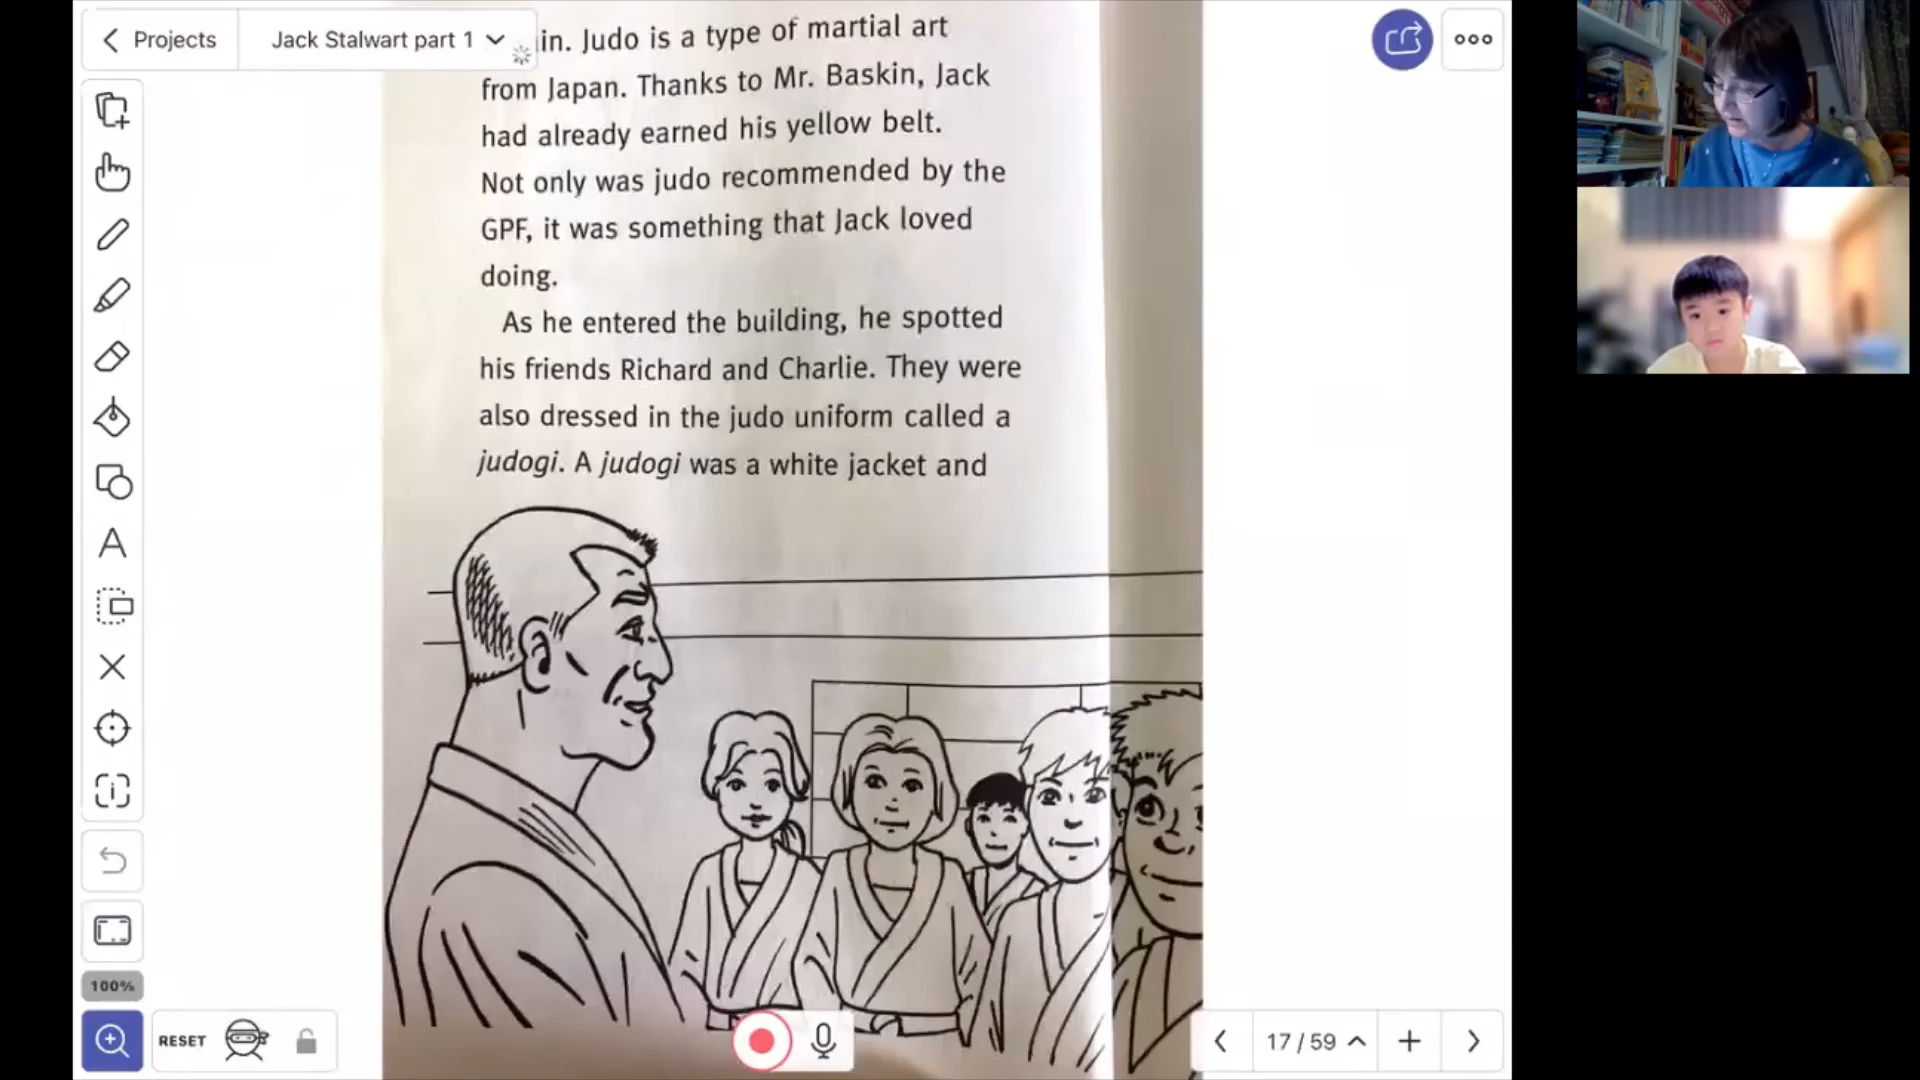 Projects
Jack Stalwart part 1
in. Judo is a type of martial art
from Japan. Thanks to Mr. Baskin, Jack
had already earned his yellow belt.
Not only was judo recommended by the
GPF, it was something that Jack loved
doing.
As he entered the building, he spotted
his friends Richard and Charlie. They were
also dressed in the judo uniform called a
judogi. A judogi was a white jacket and
100%
RESET
17 / 59